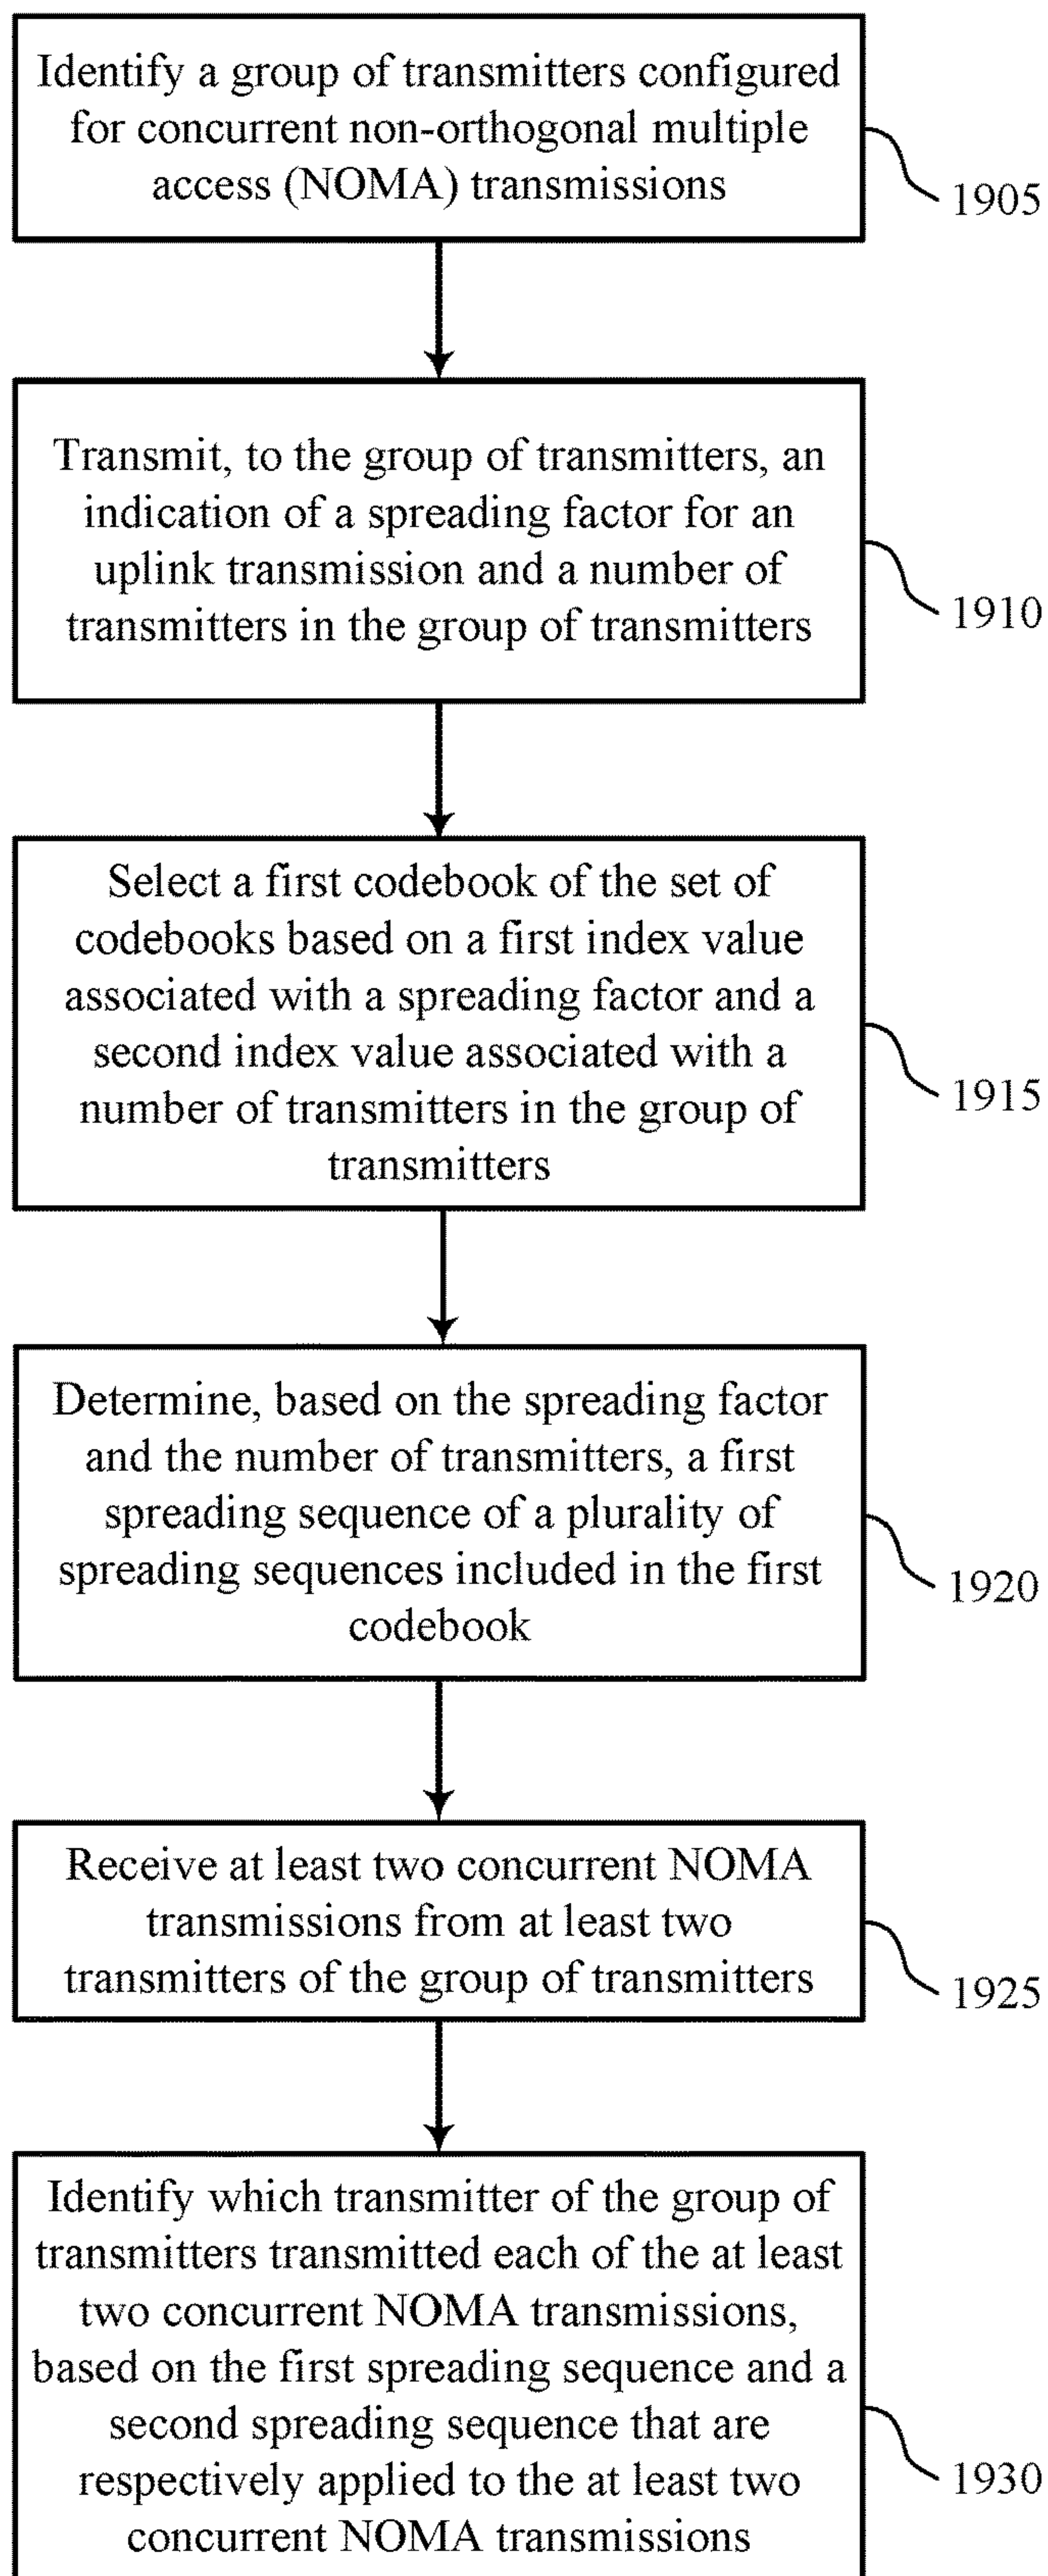 Identify a group of transmitters configured
for concurrent non-orthogonal multiple
access (NOMA) transmissions
1905
Transmit, to the group of transmitters, an
indication of a spreading factor for an
uplink transmission and a number of
transmitters in the group of transmitters
1910
Select a first codebook of the set of
codebooks based on a first index value
associated with a spreading factor and a
second index value associated with a
number of transmitters in the group of
transmitters
1915
Determine, based on the spreading factor
and the number of transmitters, a first
spreading sequence of a plurality of
spreading sequences included in the first
codebook
1920
Receive at least two concurrent NOMA
transmissions from at least two
transmitters of the group of transmitters
1925
Identify which transmitter of the group of
transmitters transmitted each of the at least
two concurrent NOMA transmissions,
based on the first spreading sequence and a
second spreading sequence that are
respectively applied to the at least two
concurrent NOMA transmissions
1930